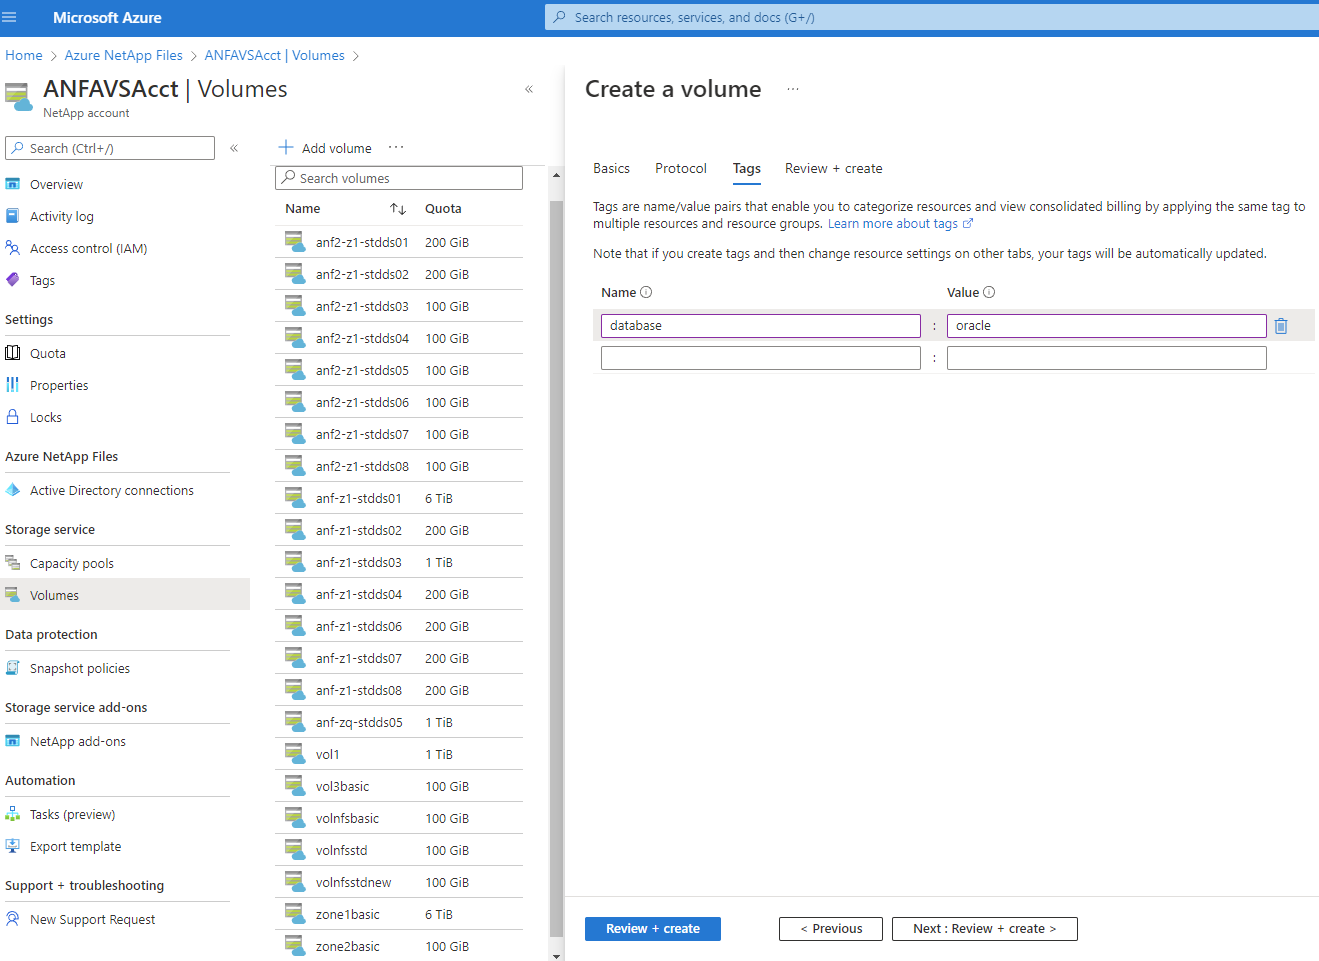 Microsoft Azure
Search resources, services, and docs (G+/)
Home > Azure NetApp Files > ANFAVSAcct | Volumes >
ANFAVSAcct | Volumes
NetApp account
«
Search (Ctrl+/)
«
Overview
Activity log
Access control (IAM)
Tags
Settings
Quota
Properties
Locks
Azure NetApp Files
Active Directory connections
Storage service
Capacity pools
Volumes
Data protection
Snapshot policies
Storage service add-ons
NetApp add-ons
Automation
Tasks (preview)
Export template
Support + troubleshooting
New Support Request
Add volume ...
Search volumes
Name Quota
anf2-z1-stdds01 200 GiB
anf2-z1-stdds02 200 GiB
anf2-z1-stdds03 100 GiB
anf2-z1-stdds04 100 GiB
anf2-z1-stdds05 100 GiB
anf2-z1-stdds06 100 GiB
anf2-z1-stdds07 100 GiB
anf2-z1-stdds08 100 GiB
anf-z1-stdds01 6 TiB
anf-z1-stdds02 200 GiB
anf-z1-stdds03 1 TiB
anf-z1-stdds04 200 GiB
anf-z1-stdds06 200 GiB
anf-z1-stdds07 200 GiB
anf-z1-stdds08 200 GiB
anf-zq-stdds05 1 TiB
vol1 1 TiB
vol3basic 100 GiB
volnfsbasic 100 GiB
volnfsstd 100 GiB
volnfsstdnew 100 GiB
zone1basic 6 TiB
zone2basic 100 GiB
Create a volume ...
Basics Protocol Tags Review + create
Tags are name/value pairs that enable you to categorize resources and view consolidated billing by applying the same tag to
multiple resources and resource groups. Learn more about tags
Note that if you create tags and then change resource settings on other tabs, your tags will be automatically updated.
Name Value
database : oracle
:
Review + create < Previous Next : Review + create >